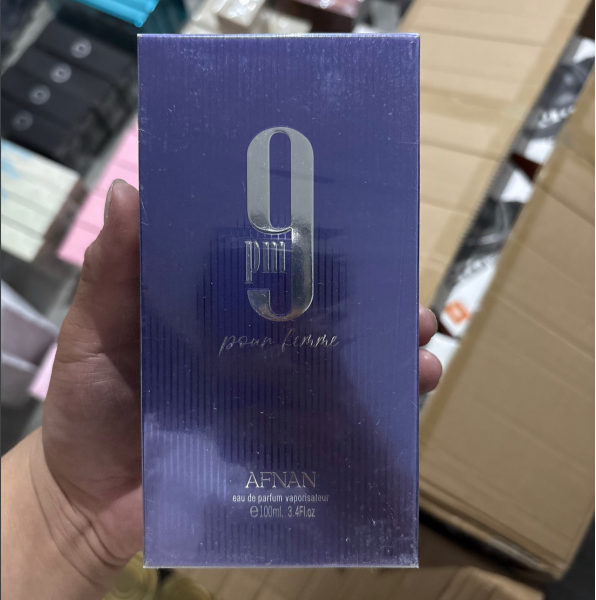 9
pm
pour femme
AFNAN
eau de parfum vaporisateur
℮100ml. 3.4Fl.oz